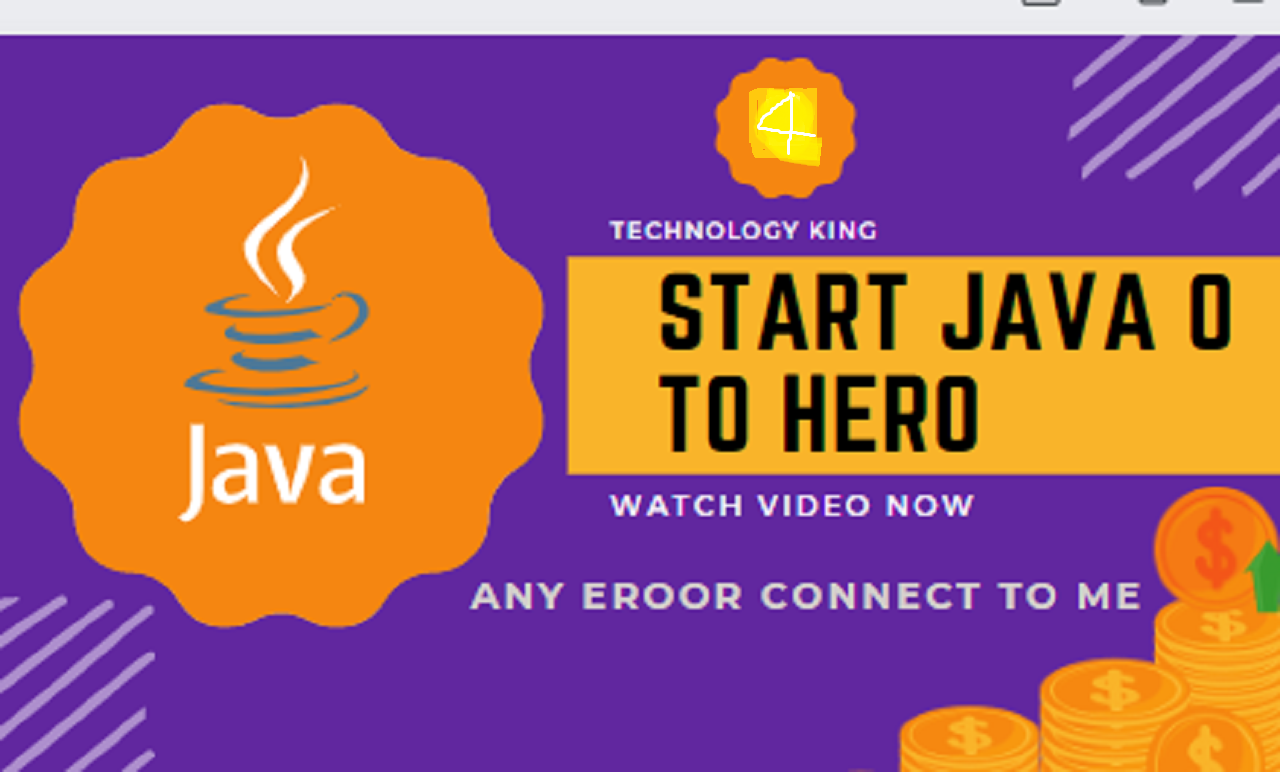 4
TECHNOLOGY KING
START JAVA 0
TO HERO
Java
WATCH VIDEO NOW
ANY EROOR CONNECT TO ME
$
$
$
$
$